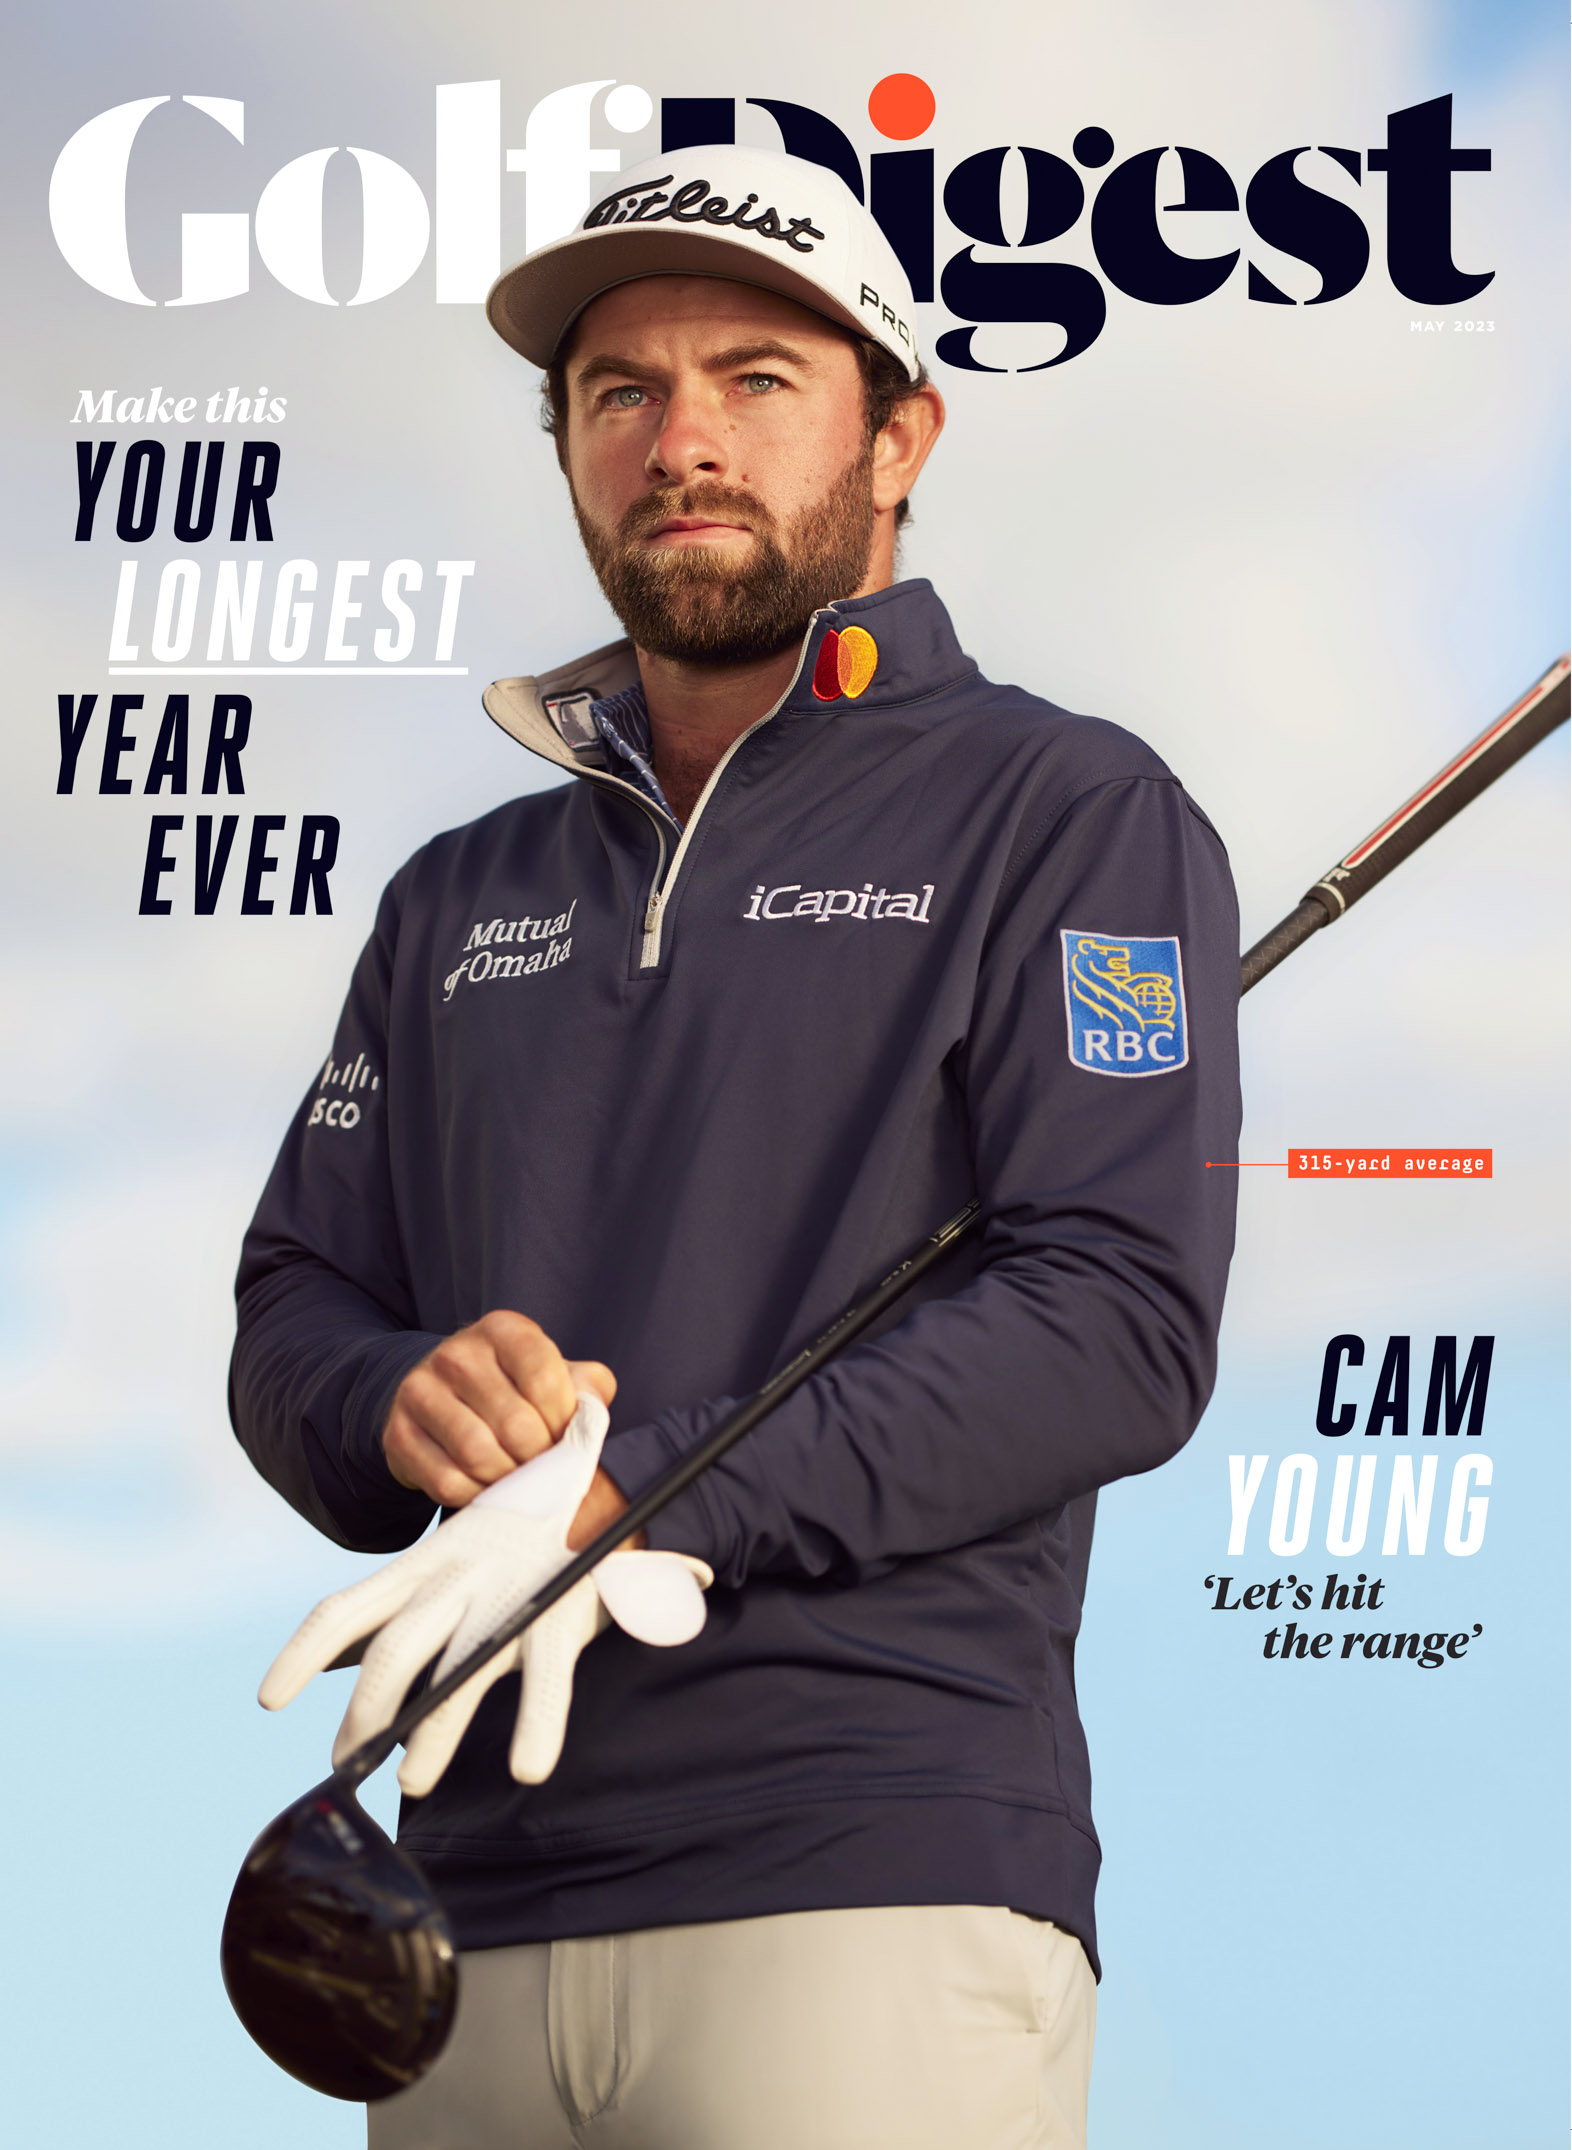 Golf Digest
MAY 2023
Titleist
PRO
Make this
YOUR
LONGEST
YEAR
EVER
Mutual
of Omaha
iCapital
RBC
315-yard average
CAM
YOUNG
‘Let’s hit
the range’